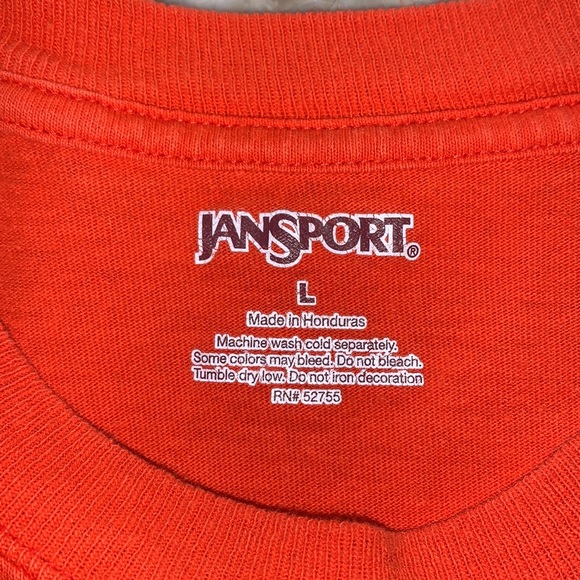 JANSPORT®
L
Made in Honduras
Machine wash cold separately.
Some colors may bleed. Do not bleach.
Tumble dry low. Do not iron decoration
RN# 52755